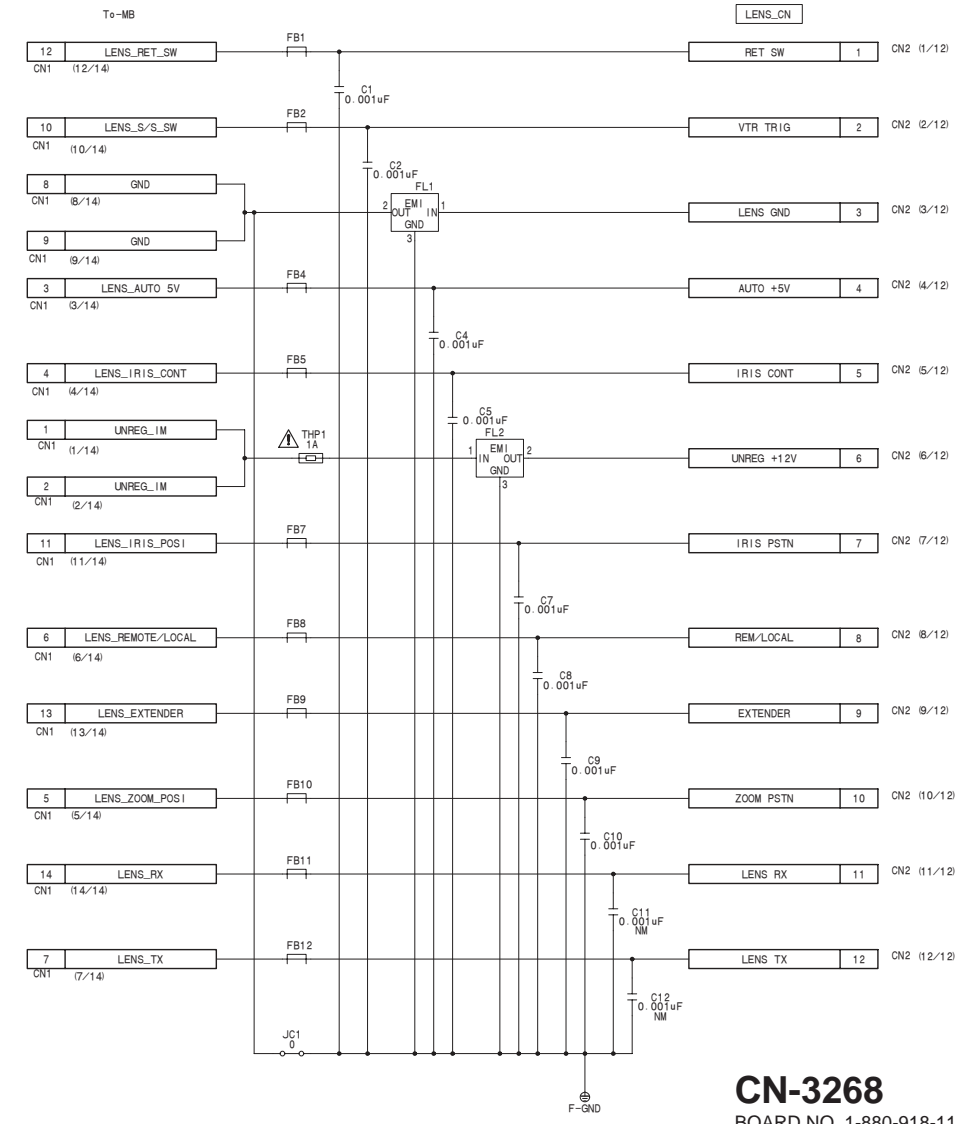 To-MB
LENS_CN
12 LENS_RET_SW FB1 RET SW 1 CN2 (1/12)
CN1 (12/14)
C1
0.001uF
10 LENS_S/S_SW FB2 VTR TRIG 2 CN2 (2/12)
CN1 (10/14)
C2
0.001uF
8 GND
CN1 (8/14)
FL1
2 EMI 1
OUT IN
GND
3
LENS GND 3 CN2 (3/12)
9 GND
CN1 (9/14)
3 LENS_AUTO 5V FB4 AUTO +5V 4 CN2 (4/12)
CN1 (3/14)
C4
0.001uF
4 LENS_IRIS_CONT FB5 IRIS CONT 5 CN2 (5/12)
CN1 (4/14)
C5
0.001uF
1 UNREG_IM
CN1 (1/14)
THP1
1A
FL2
1 EMI 2
IN OUT
GND
3
UNREG +12V 6 CN2 (6/12)
2 UNREG_IM
CN1 (2/14)
11 LENS_IRIS_POSI FB7 IRIS PSTN 7 CN2 (7/12)
CN1 (11/14)
C7
0.001uF
6 LENS_REMOTE/LOCAL FB8 REM/LOCAL 8 CN2 (8/12)
CN1 (6/14)
C8
0.001uF
13 LENS_EXTENDER FB9 EXTENDER 9 CN2 (9/12)
CN1 (13/14)
C9
0.001uF
5 LENS_ZOOM_POSI FB10 ZOOM PSTN 10 CN2 (10/12)
CN1 (5/14)
C10
0.001uF
14 LENS_RX FB11 LENS RX 11 CN2 (11/12)
CN1 (14/14)
C11
0.001uF
NM
7 LENS_TX FB12 LENS TX 12 CN2 (12/12)
CN1 (7/14)
C12
0.001uF
NM
JC1
0
F-GND
CN-3268
BOARD NO. 1-880-918-11